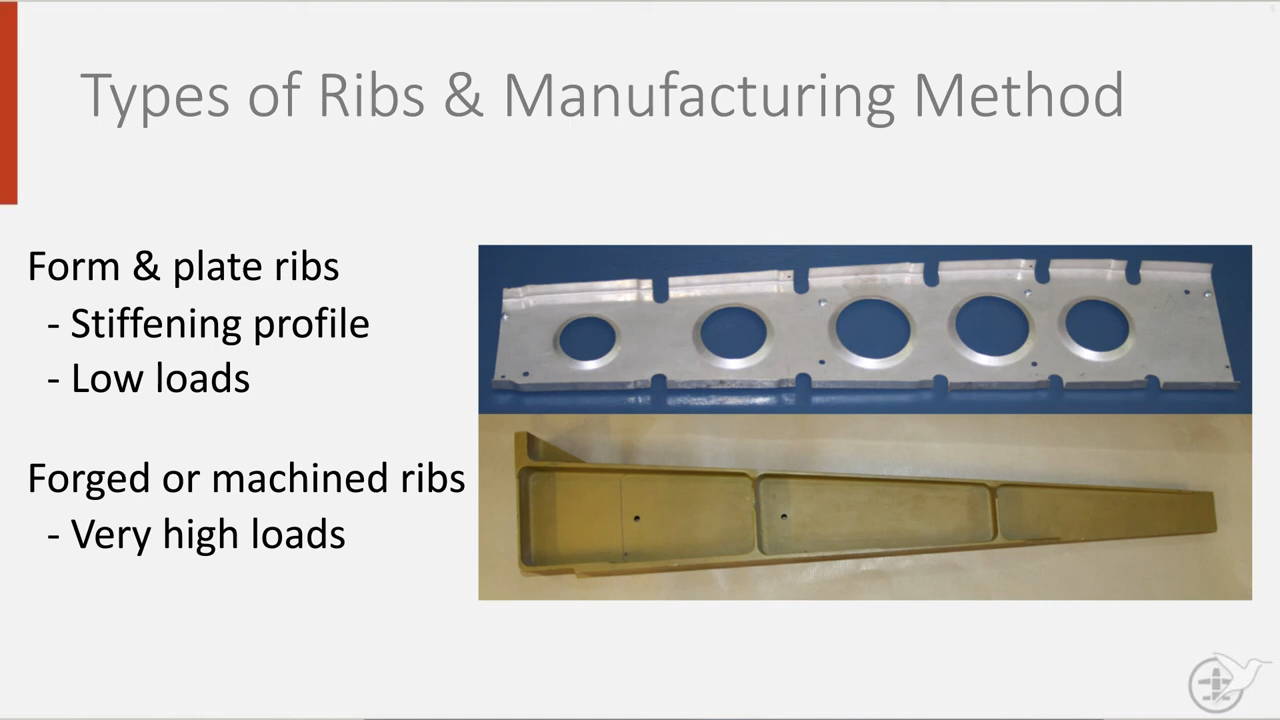 Types of Ribs & Manufacturing Method
Form & plate ribs
- Stiffening profile
- Low loads
Forged or machined ribs
- Very high loads